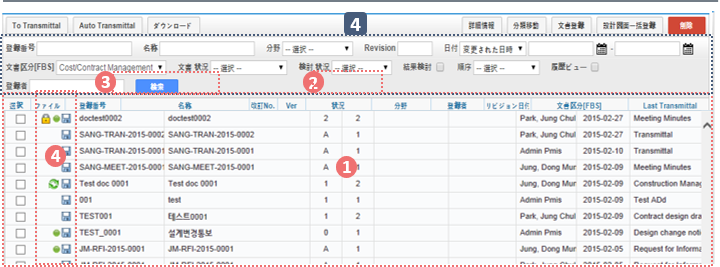 To Transmittal Auto Transmittal ダウンロード 4 詳細情報 分類移動 文書登録 設計図面一括登録 削除
登録番号 名称 分野 -- 選択 -- Revision 日付 変更された日時 -
文書区分[FBS] Cost/Contract Management 文書 状況 -- 選択 -- 検討 状況 -- 選択 -- 結果検討 順序 -- 選択 -- 履歴ビュー
登録者 3 検索 2
選択 ファイル 登録番号 名称 改訂No. Ver 状況 分野 登録者 リビジョン日付 文書区分[FBS] Last Transmittal
doctest0002 doctest0002 2 2 Park, Jung Chul 2015-02-27 Meeting Minutes
SANG-TRAN-2015-0002 SANG-TRAN-2015-0002 A 1 Park, Jung Chul 2015-02-27 Transmittal
SANG-TRAN-2015-0001 SANG-TRAN-2015-0001 A 1 Admin Pmis 2015-02-10 Transmittal
4 SANG-MEET-2015-0001 SANG-MEET-2015-0001 A 1 1 Jung, Dong Mur 2015-02-09 Meeting Minutes
Test doc 0001 Test doc 0001 1 2 Jung, Dong Mur 2015-02-09 Construction Manag
001 test 1 1 Admin Pmis 2015-02-09 Test ADd
TEST001 테스트0001 1 2 Park, Jung Chul 2015-02-09 Contract design dra
TEST_0001 설계변경통보 0 1 Admin Pmis 2015-02-09 Design change noti
JM-RFI-2015-0001 JM-RFI-2015-0001 A 1 Jung, Dong Mur 2015-02-05 Request for Informa